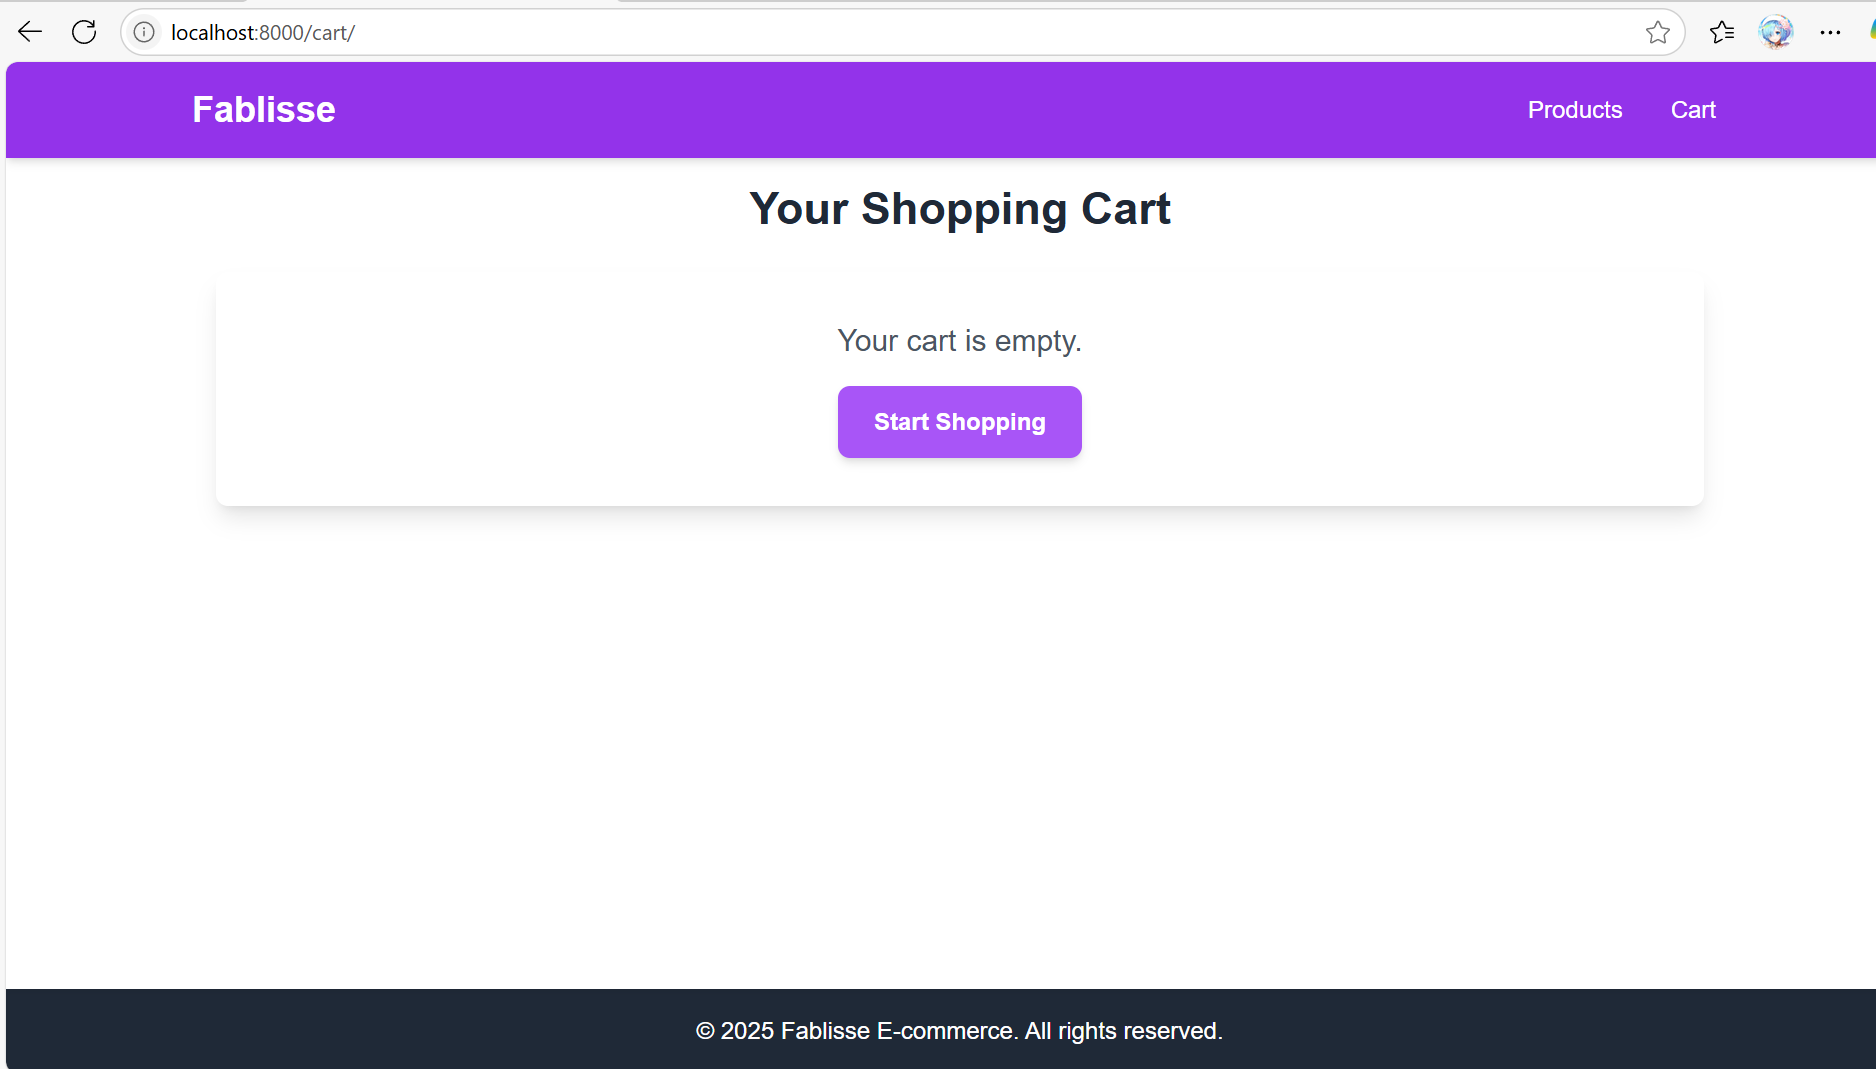 localhost:8000/cart/
Fablisse
Products Cart
Your Shopping Cart
Your cart is empty.
Start Shopping
© 2025 Fablisse E-commerce. All rights reserved.